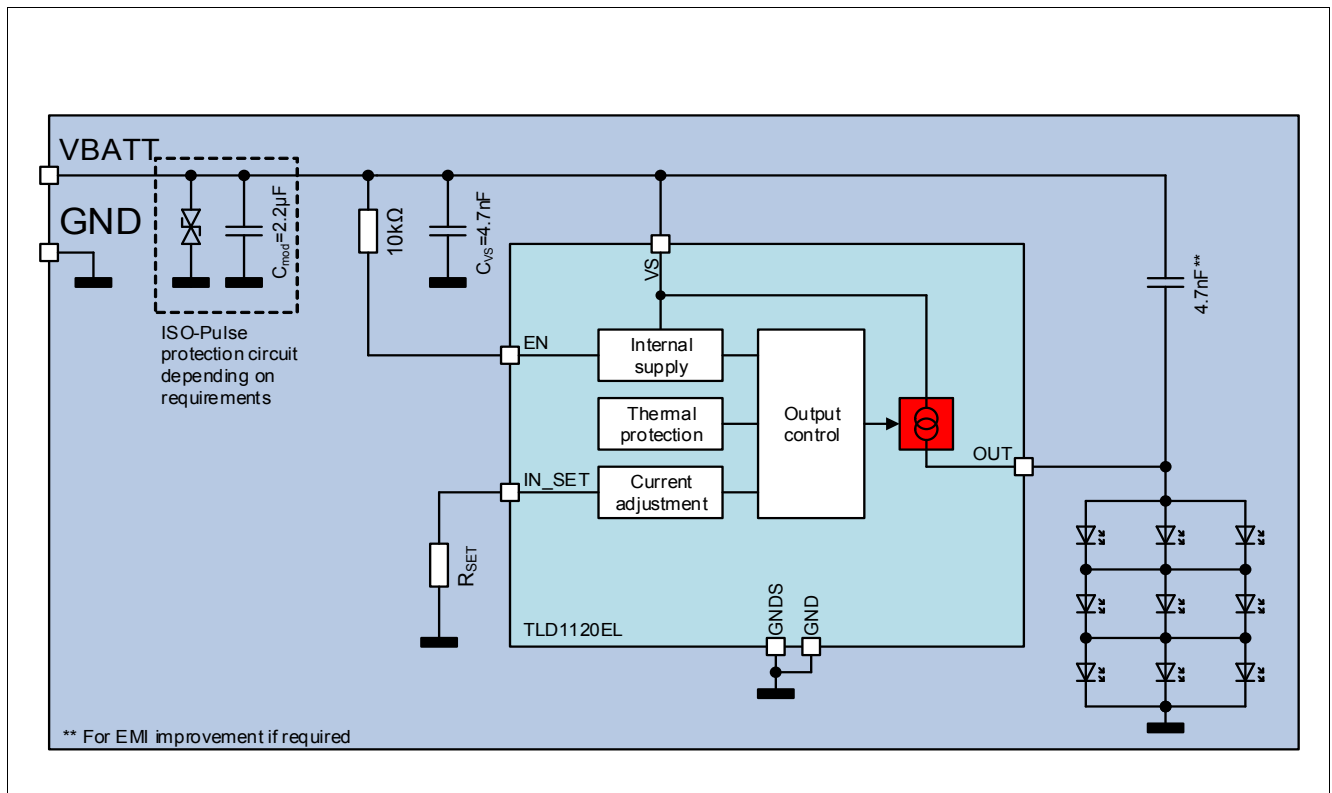 VBATT
GND
Cmod=2.2µF
ISO-Pulse
protection circuit
depending on
requirements
10kΩ
CVS=4.7nF
VS
4.7nF**
EN
Internal
supply
Thermal
protection
Output
control
OUT
IN_SET
Current
adjustment
RSET
GNDS
GND
TLD1120EL
** For EMI improvement if required